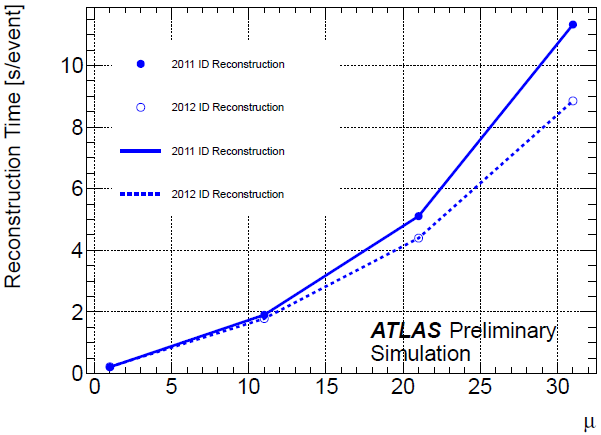 Reconstruction Time [s/event]
10
8
6
4
2
0
2011 ID Reconstruction
2012 ID Reconstruction
2011 ID Reconstruction
2012 ID Reconstruction
ATLAS Preliminary
Simulation
0 5 10 15 20 25 30
μ